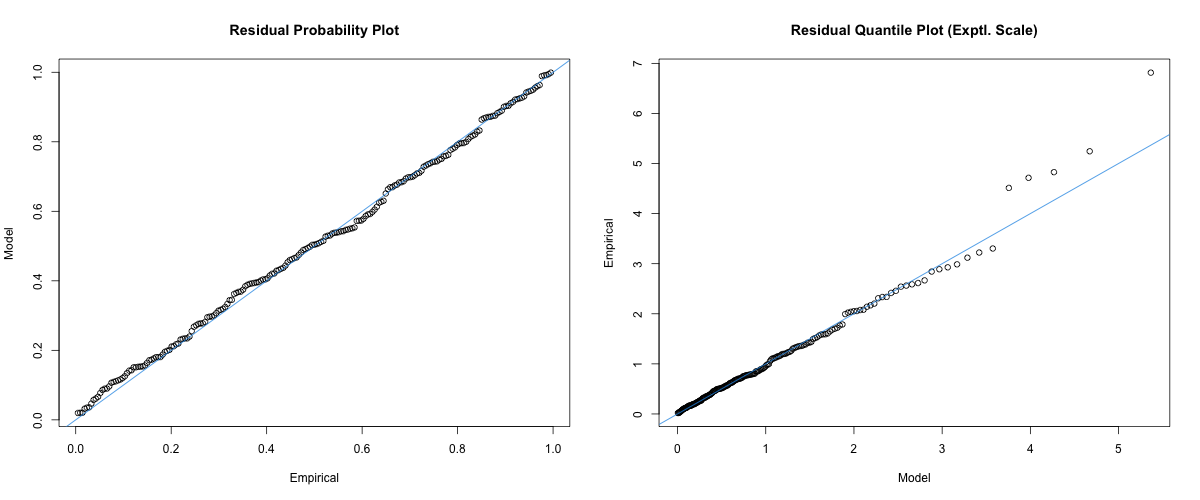 Residual Probability Plot
Model
0.0 0.2 0.4 0.6 0.8 1.0
0.0 0.2 0.4 0.6 0.8 1.0
Empirical
Residual Quantile Plot (Exptl. Scale)
Empirical
0 1 2 3 4 5 6 7
0 1 2 3 4 5
Model